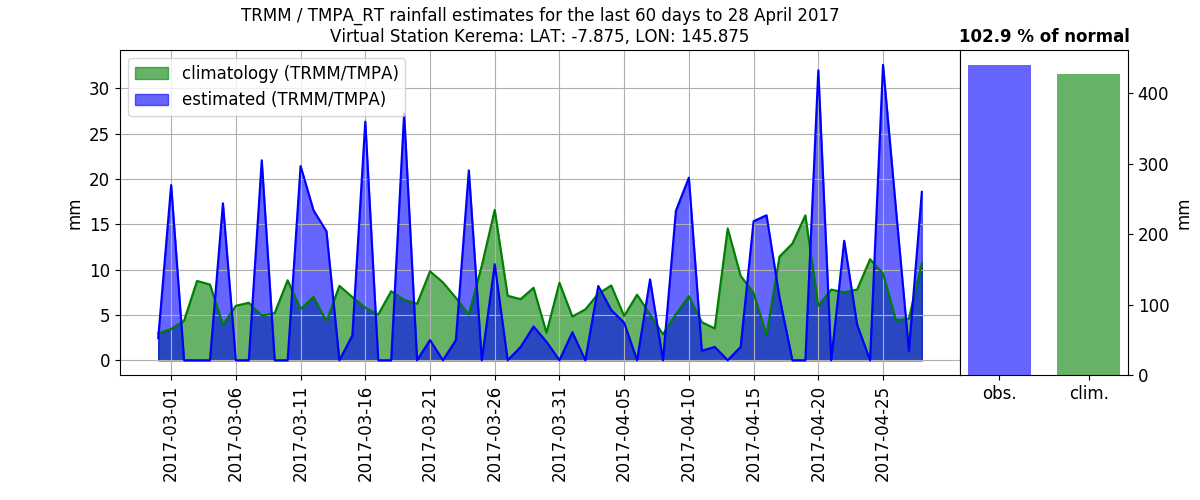 TRMM / TMPA_RT rainfall estimates for the last 60 days to 28 April 2017
Virtual Station Kerema: LAT: -7.875, LON: 145.875
102.9 % of normal
climatology (TRMM/TMPA)
estimated (TRMM/TMPA)
mm
30
25
20
15
10
5
0
2017-03-01
2017-03-06
2017-03-11
2017-03-16
2017-03-21
2017-03-26
2017-03-31
2017-04-05
2017-04-10
2017-04-15
2017-04-20
2017-04-25
400
300
200
100
0
mm
obs.
clim.